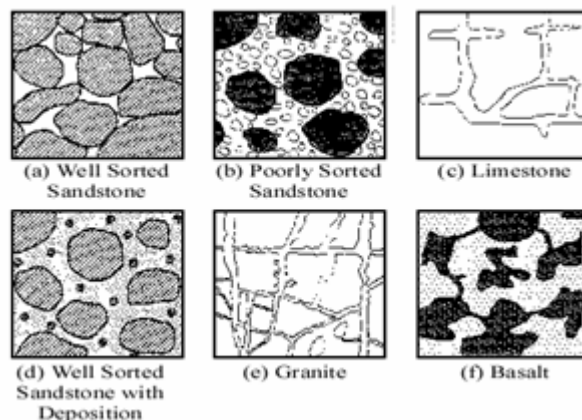 (a) Well Sorted
Sandstone
(b) Poorly Sorted
Sandstone
(c) Limestone
(d) Well Sorted
Sandstone with
Deposition
(e) Granite
(f) Basalt